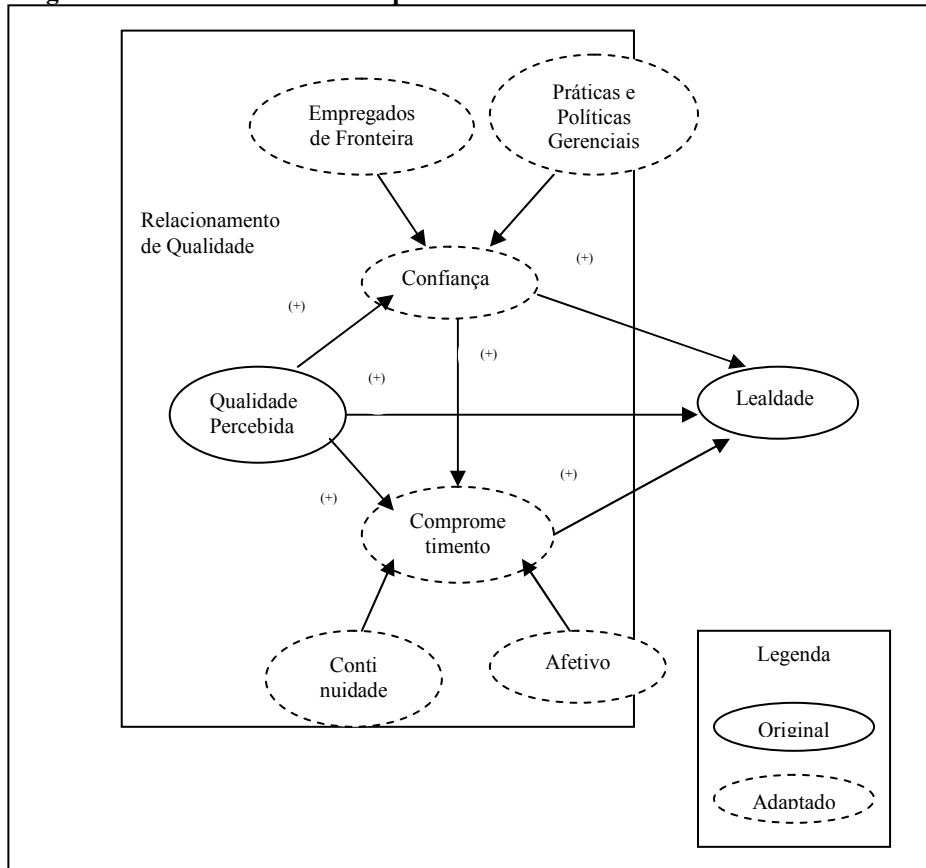 Empregados
de Fronteira
Práticas e
Políticas
Gerenciais
Relacionamento
de Qualidade
Confiança
(+)
(+)
(+)
(+)
Qualidade
Percebida
Lealdade
(+)
(+)
Comprome
timento
Conti
nuidade
Afetivo
Legenda
Original
Adaptado